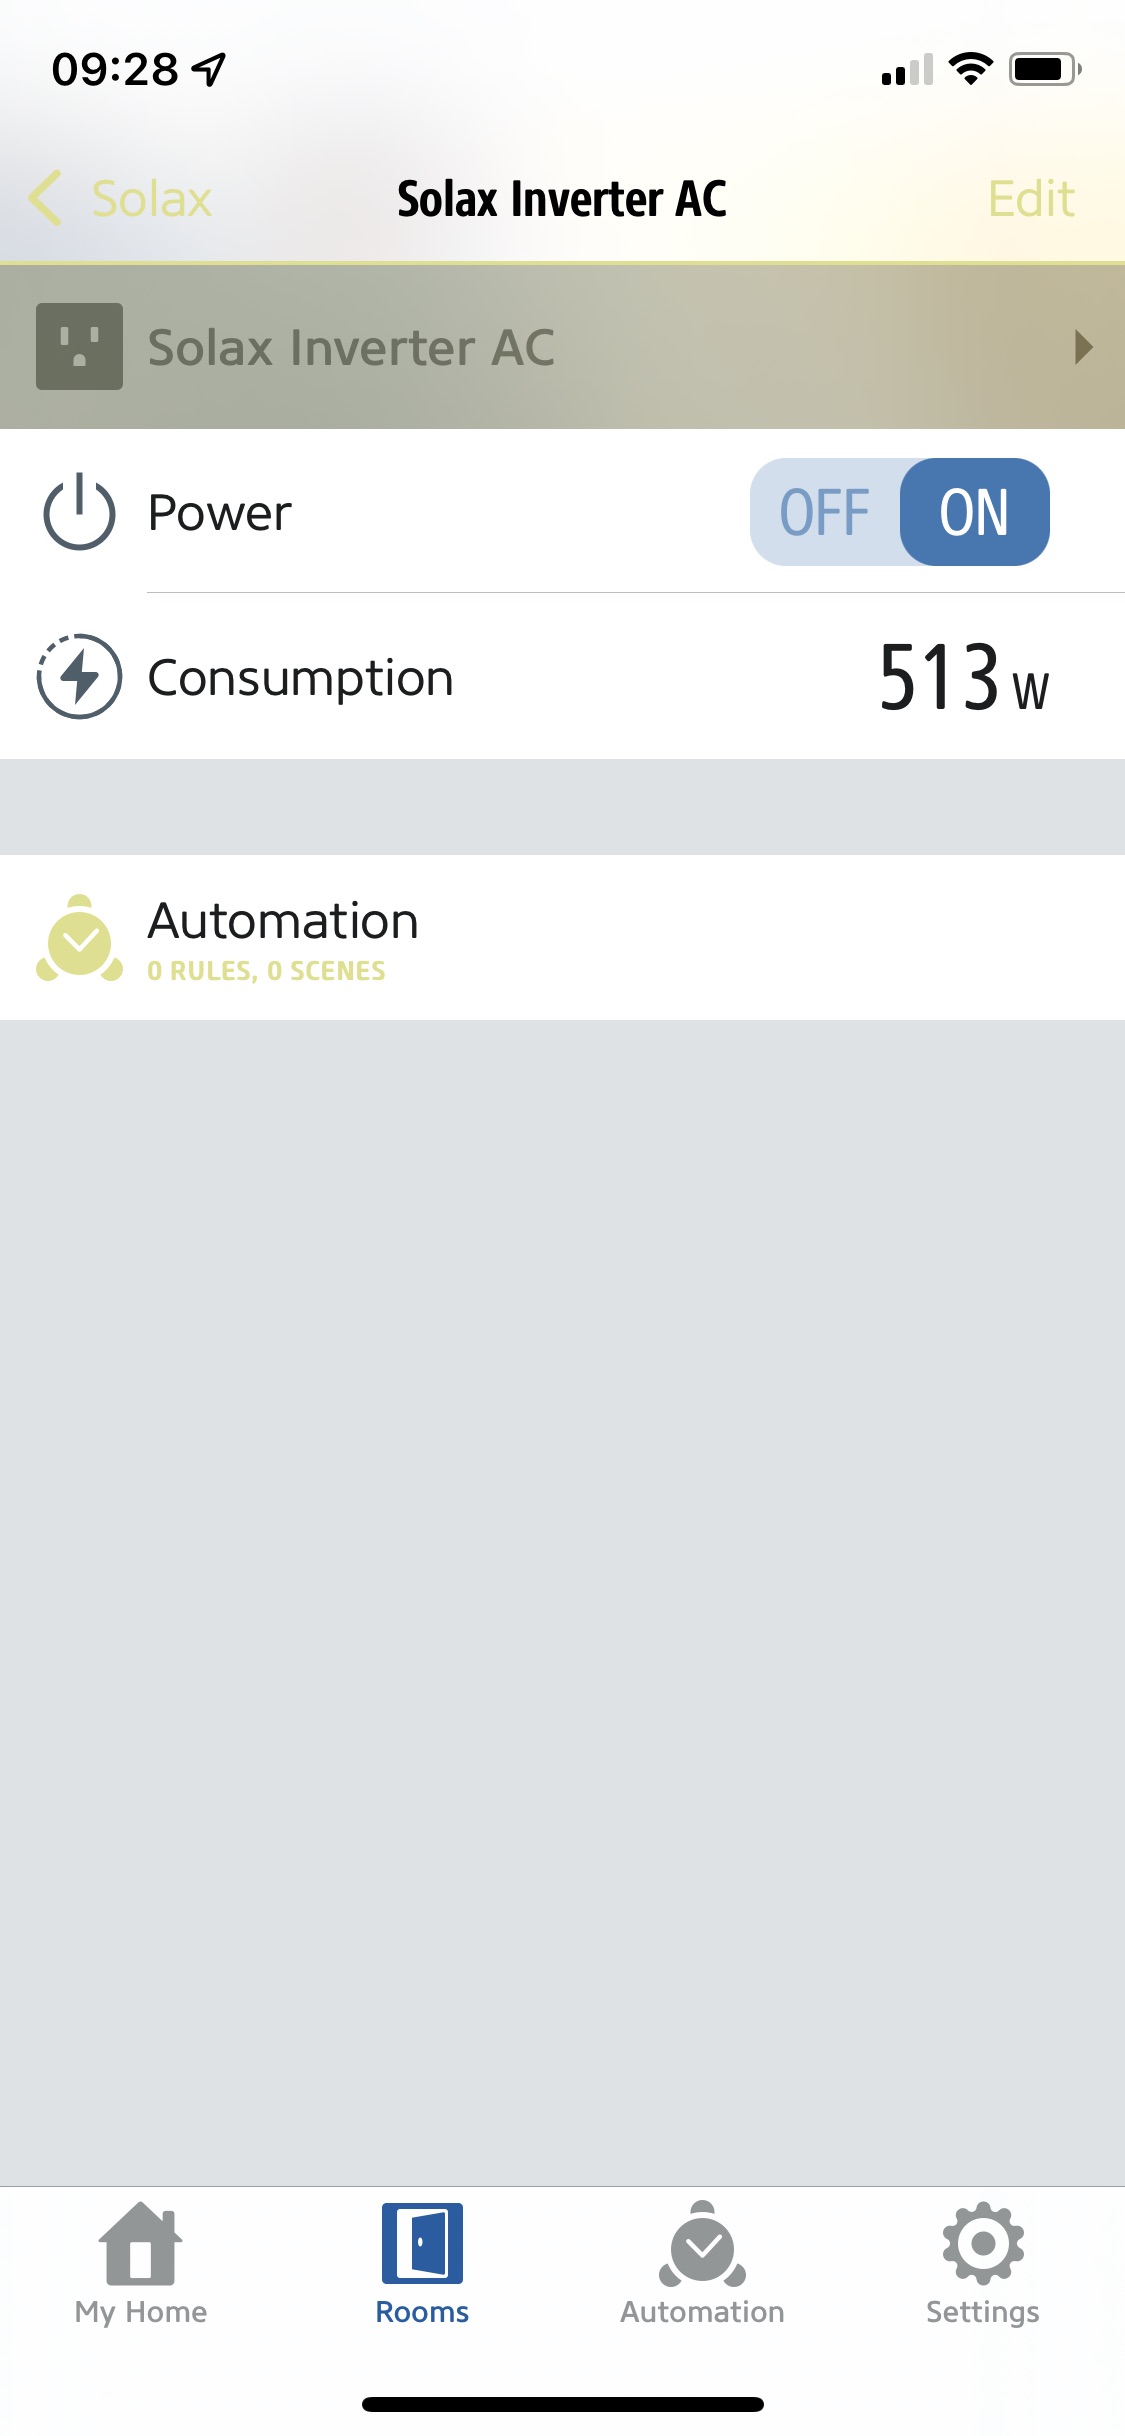 09:28
Solax
Solax Inverter AC
Edit
Solax Inverter AC
Power
OFF
ON
Consumption
513 W
Automation
0 RULES, 0 SCENES
My Home
Rooms
Automation
Settings